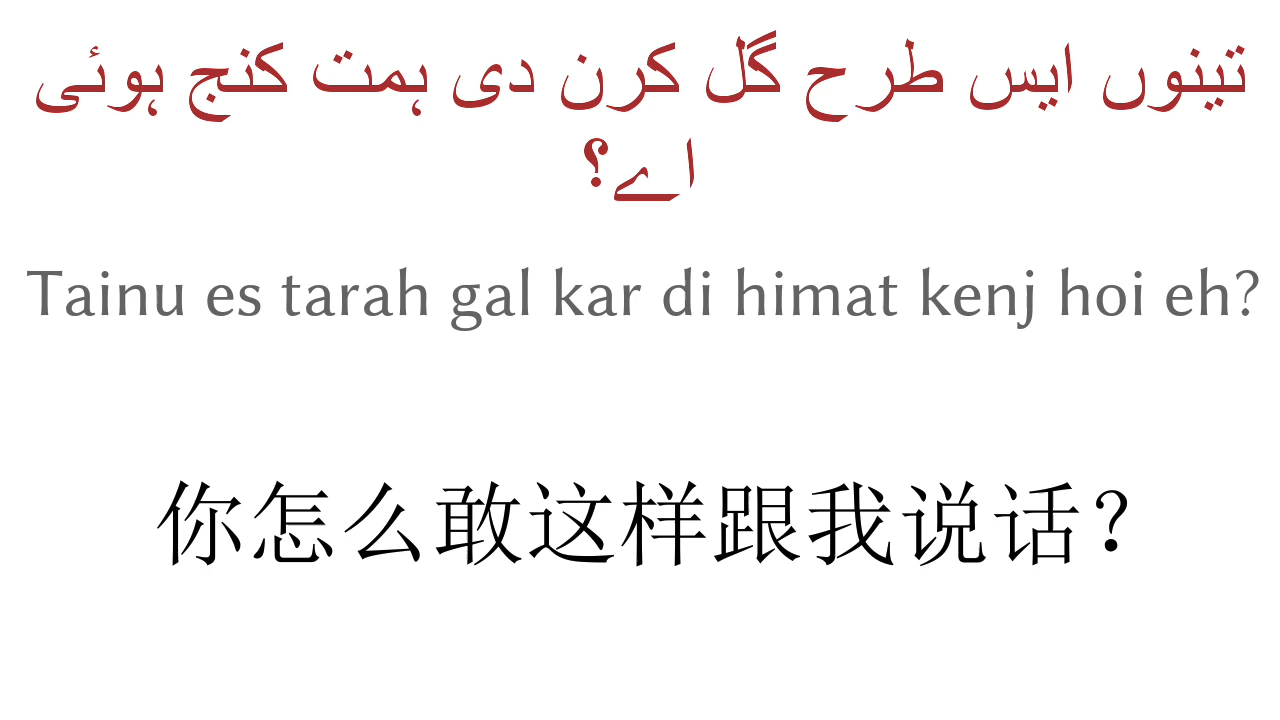 تینوں ایس طرح گل کرن دی ہمت کنج ہوئی
اے؟
Tainu es tarah gal kar di himat kenj hoi eh?
你怎么敢这样跟我说话？